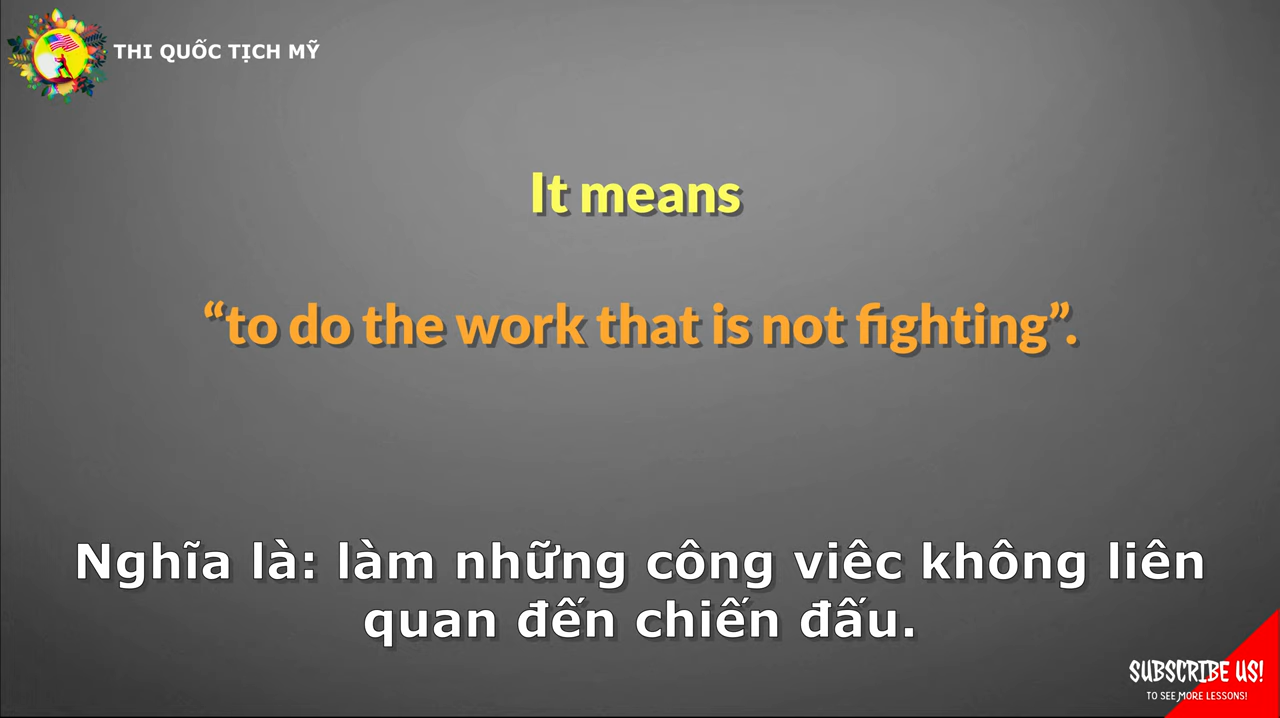 THI QUỐC TỊCH MỸ
It means
“to do the work that is not fighting”.
Nghĩa là: làm những công viêc không liên
quan đến chiến đấu.
SUBSCRIBE US!
TO SEE MORE LESSONS!